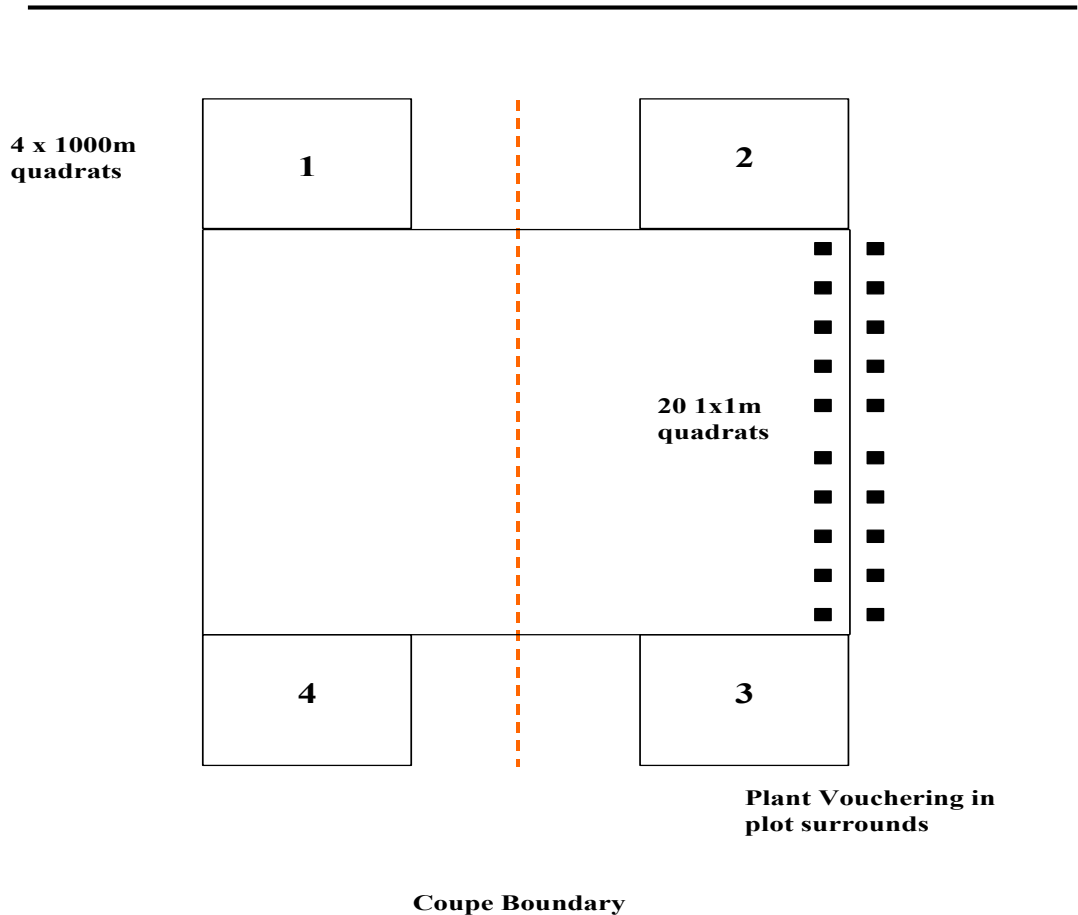 4 x 1000m
quadrats
1
2
20 1x1m
quadrats
4
3
Plant Vouchering in
plot surrounds
Coupe Boundary